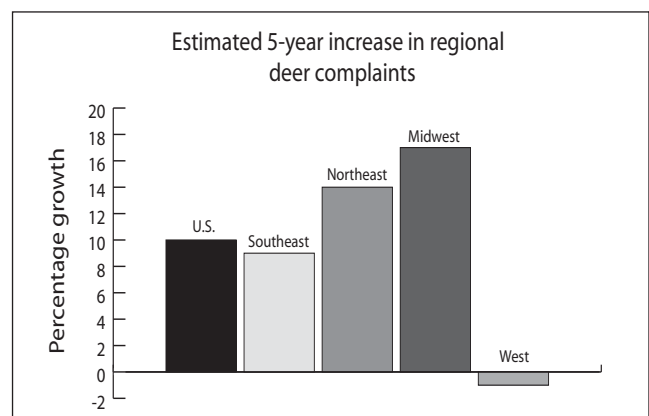 Estimated 5-year increase in regional
deer complaints
Percentage growth
20
18
16
14
12
10
8
6
4
2
0
-2
U.S.
Southeast
Northeast
Midwest
West